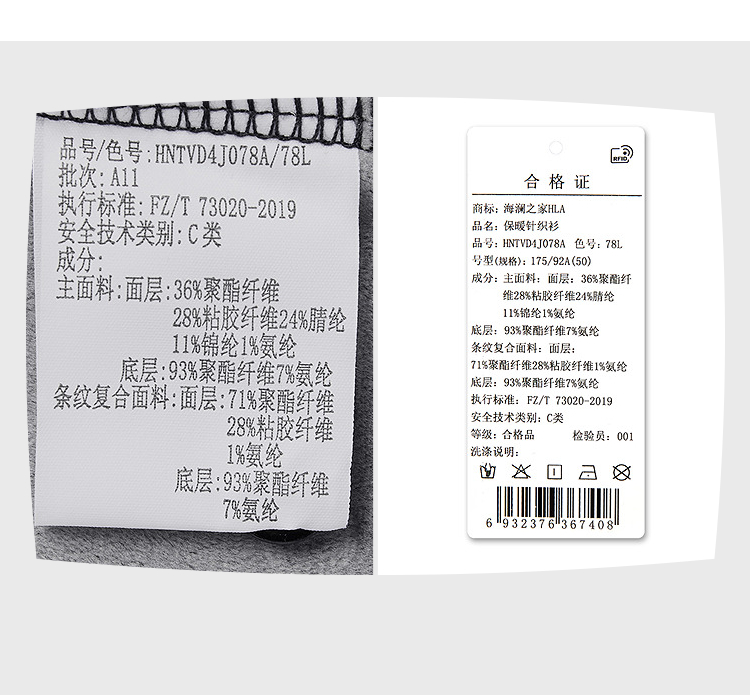 品号/色号:HNTVD4J078A/78L
批次:A11
执行标准:FZ/T 73020-2019
安全技术类别:C类
成分:
主面料:面层:36%聚酯纤维
28%粘胶纤维24%腈纶
11%锦纶1%氨纶
底层:93%聚酯纤维7%氨纶
条纹复合面料:面层:71%聚酯纤维
28%粘胶纤维
1%氨纶
底层:93%聚酯纤维
7%氨纶
RFID
合格证
商标:海澜之家HLA
品名:保暖针织衫
品号:HNTVD4J078A 色号:78L
号型(规格):175/92A(50)
成分:主面料:面层:36%聚酯纤
维28%粘胶纤维24%腈纶
11%锦纶1%氨纶
底层:93%聚酯纤维7%氨纶
条纹复合面料:面层:
71%聚酯纤维28%粘胶纤维1%氨纶
底层:93%聚酯纤维7%氨纶
执行标准:FZ/T 73020-2019
安全技术类别:C类
等级:合格品 检验员:001
洗涤说明:
6 932376 367408